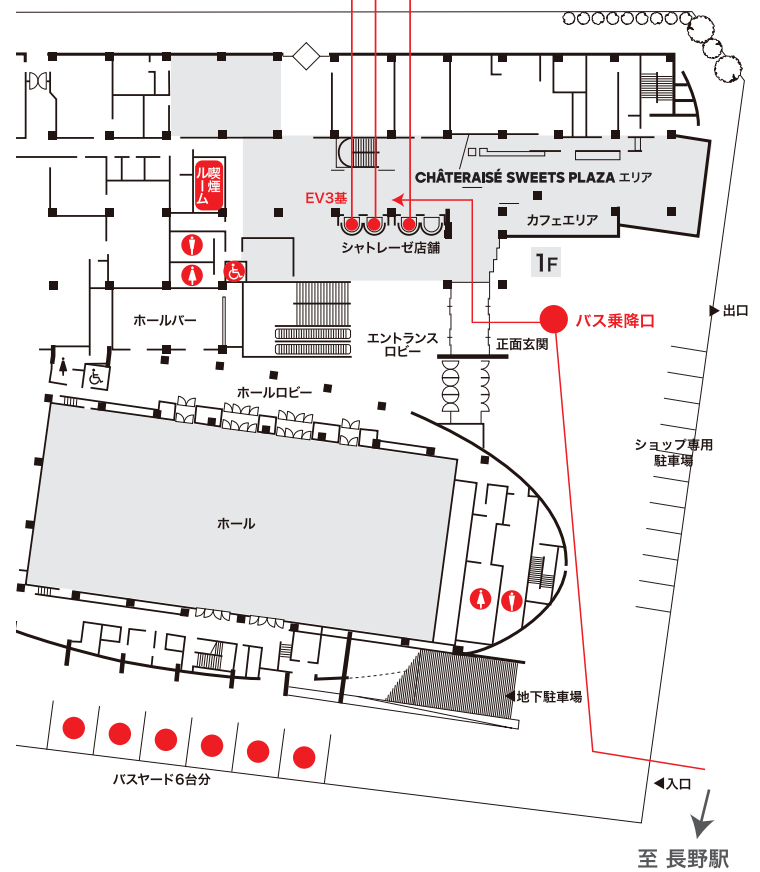 CHÂTERAISÉ SWEETS PLAZA エリア
喫煙
ルーム
EV3基
カフェエリア
シャトレーゼ店舗
1F
出口
ホールバー
バス乗降口
エントランス
ロビー
正面玄関
ホールロビー
ショップ専用
駐車場
ホール
地下駐車場
バスヤード6台分
入口
至 長野駅